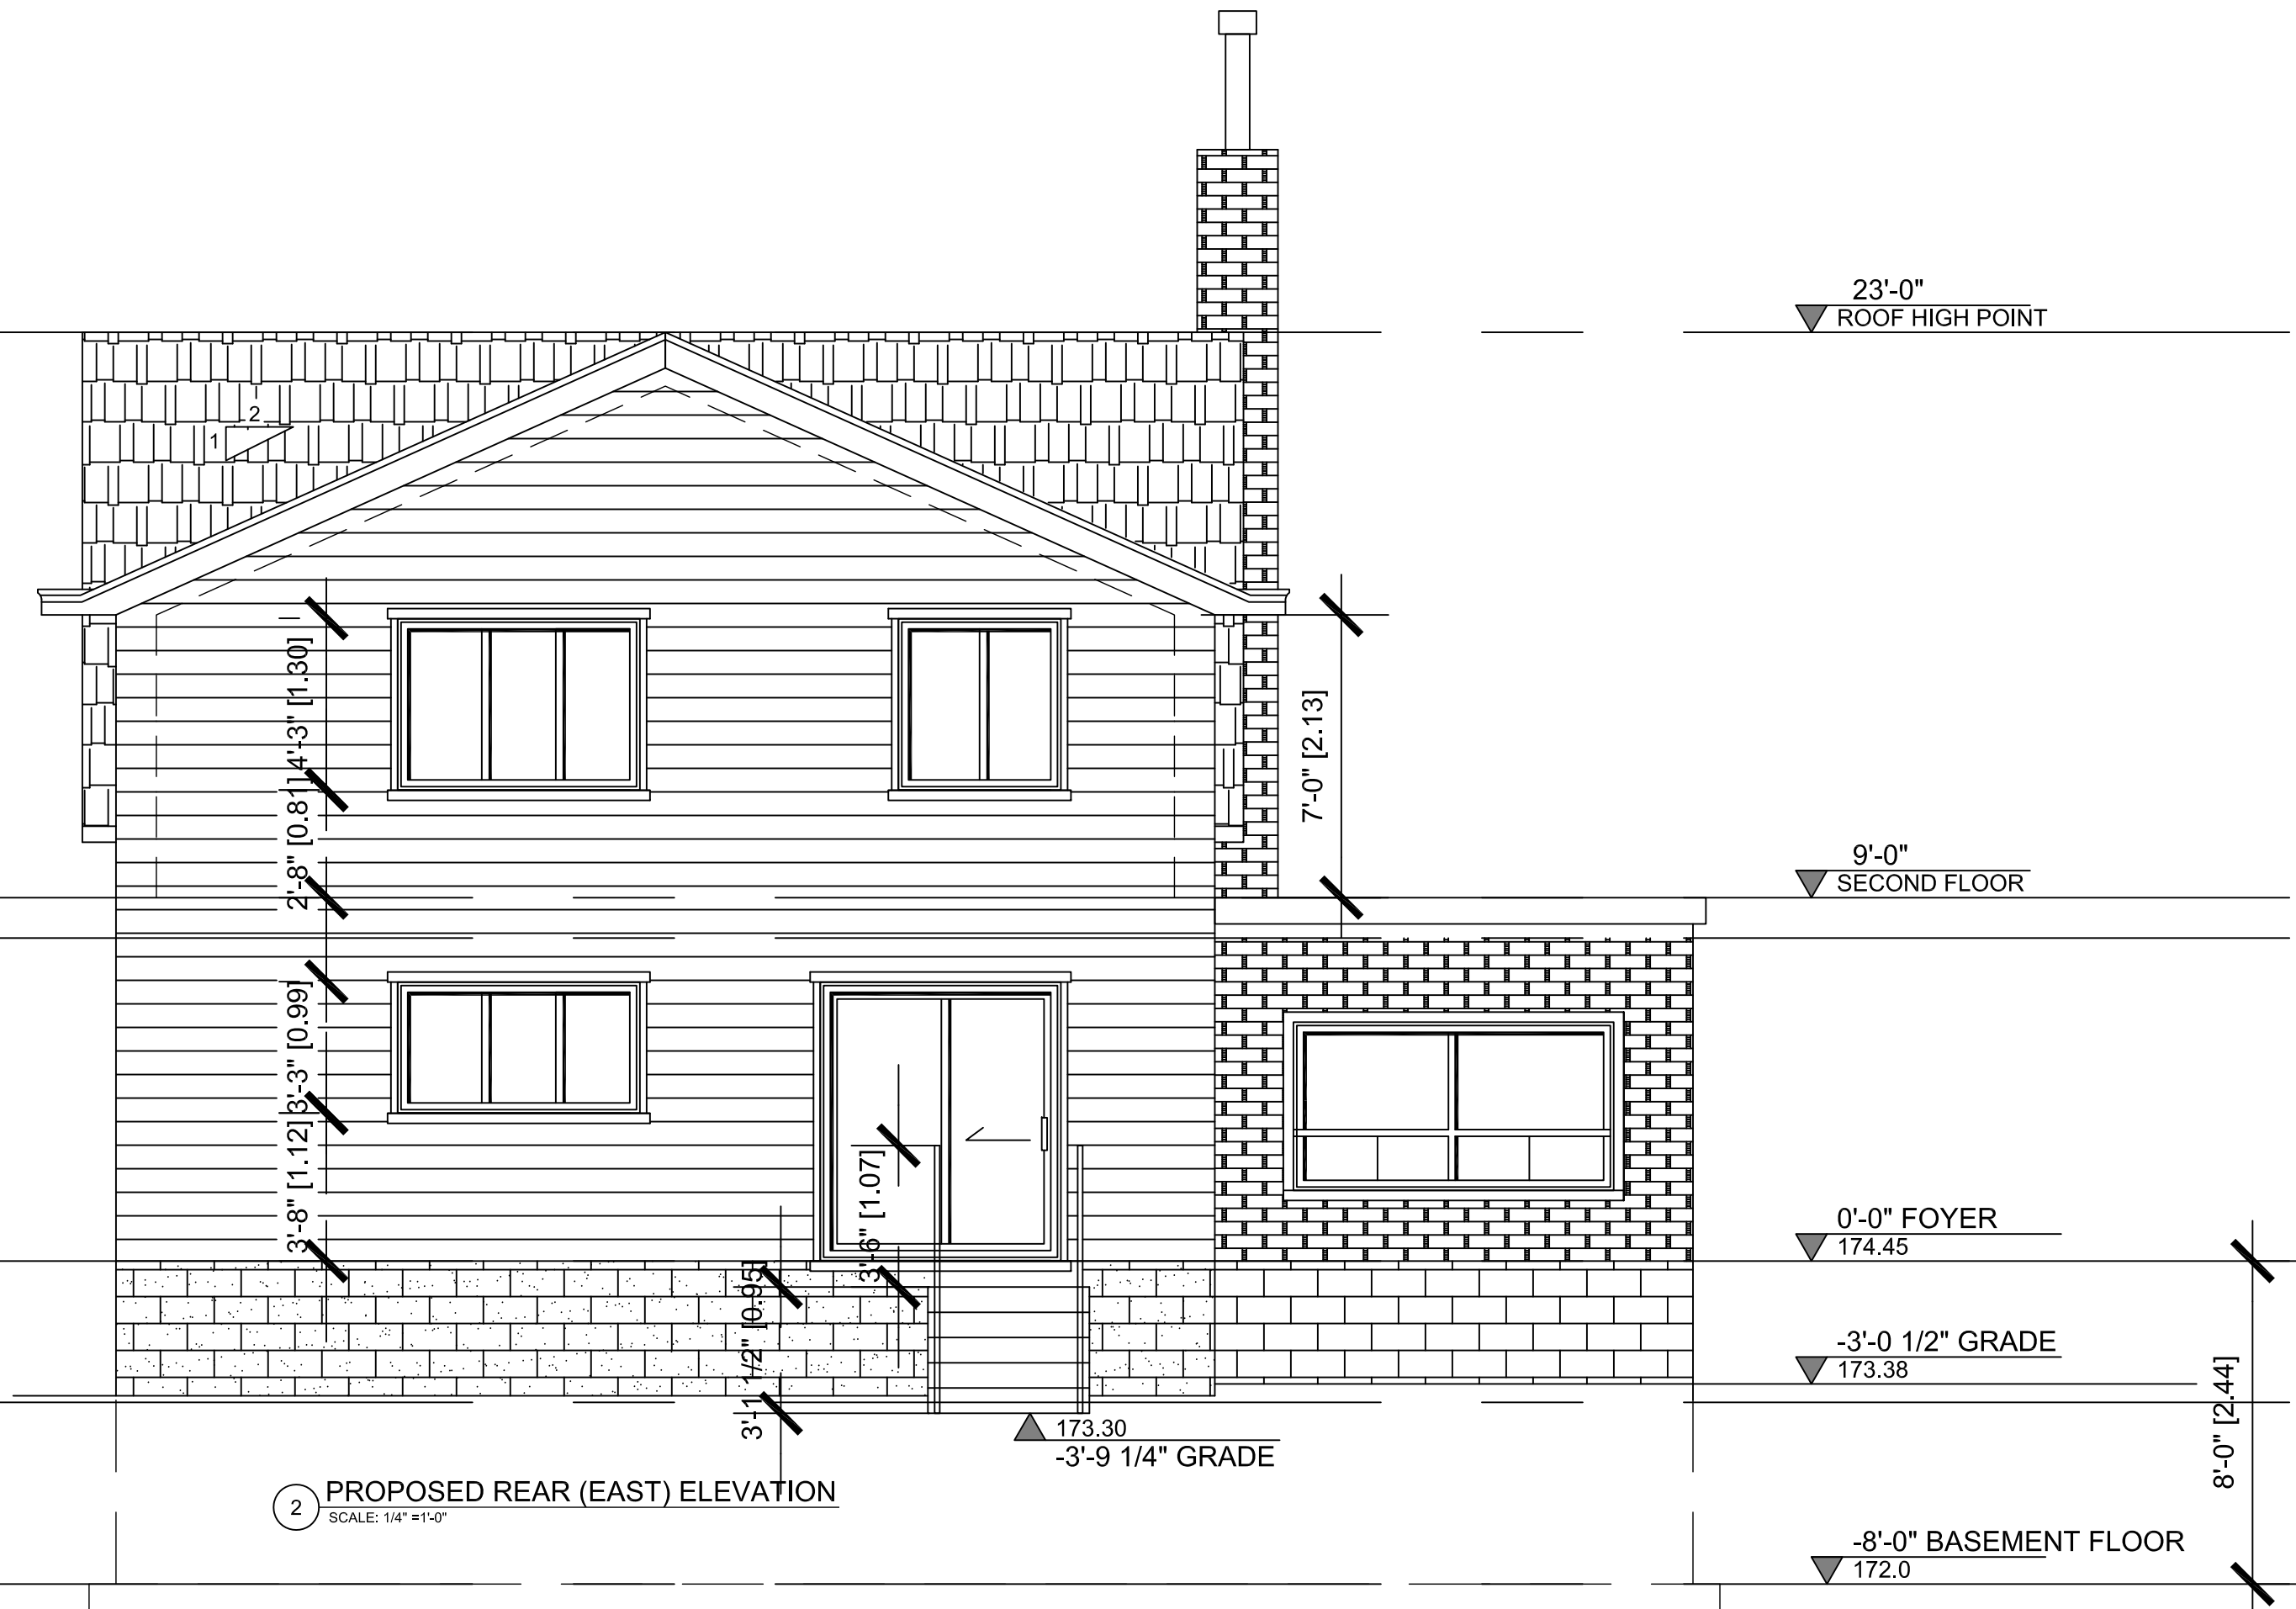 23'-0"
ROOF HIGH POINT
2
1
4'-3" [1.30]
7'-0" [2.13]
2'-8" [0.81]
9'-0"
SECOND FLOOR
3'-3" [0.99]
3'-8" [1.12]
3'-6" [1.07]
3'-1 1/2" [0.95]
0'-0" FOYER
174.45
-3'-0 1/2" GRADE
173.38
8'-0" [2.44]
173.30
-3'-9 1/4" GRADE
2
PROPOSED REAR (EAST) ELEVATION
SCALE: 1/4" =1'-0"
-8'-0" BASEMENT FLOOR
172.0